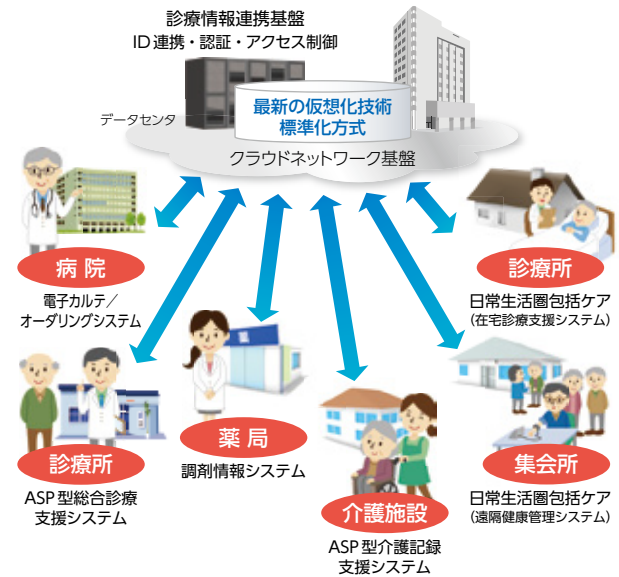 診療情報連携基盤
ID連携・認証・アクセス制御
データセンタ
最新の仮想化技術
標準化方式
クラウドネットワーク基盤
病院
電子カルテ／
オーダリングシステム
診療所
日常生活圏包括ケア
（在宅診療支援システム）
診療所
ASP型総合診療
支援システム
薬局
調剤情報システム
介護施設
ASP型介護記録
支援システム
集会所
日常生活圏包括ケア
（遠隔健康管理システム）